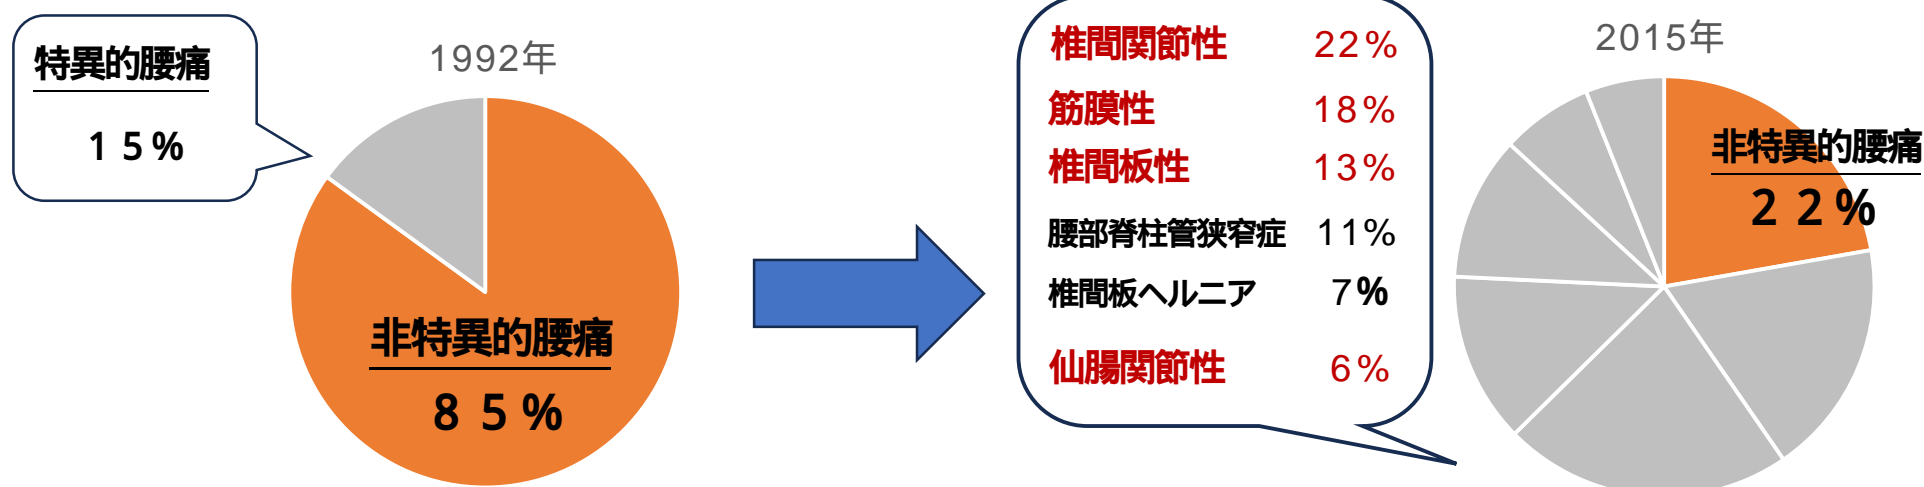 特異的腰痛
１５%
1992年
非特異的腰痛
８５%
椎間関節性 22%
筋膜性 18%
椎間板性 13%
腰部脊柱管狭窄症 11%
椎間板ヘルニア 7%
仙腸関節性 6%
2015年
非特異的腰痛
２２%